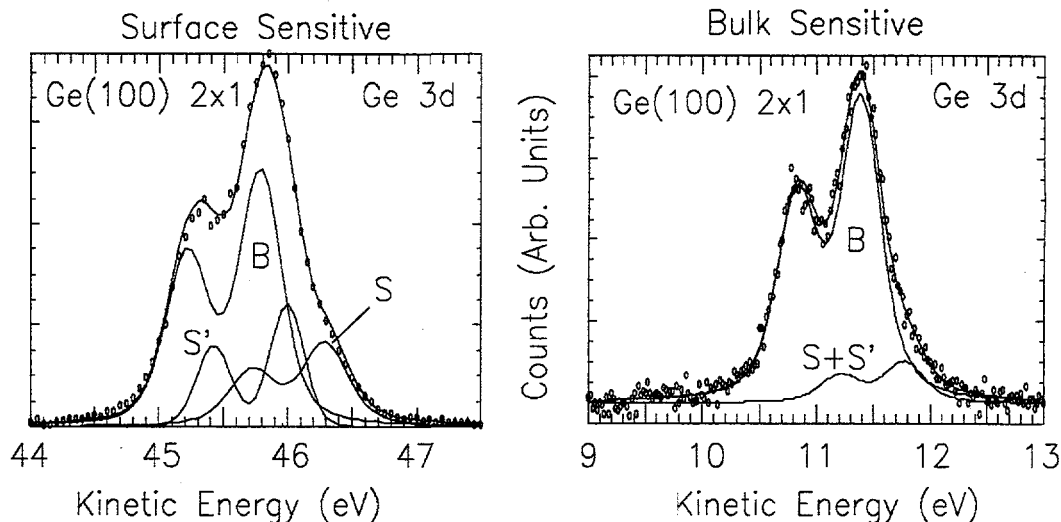 Surface Sensitive
Ge(100) 2x1 Ge 3d
B
S
S'
44 45 46 47
Kinetic Energy (eV)
Bulk Sensitive
Ge(100) 2x1 Ge 3d
Counts (Arb. Units)
B
S+S'
9 10 11 12 13
Kinetic Energy (eV)